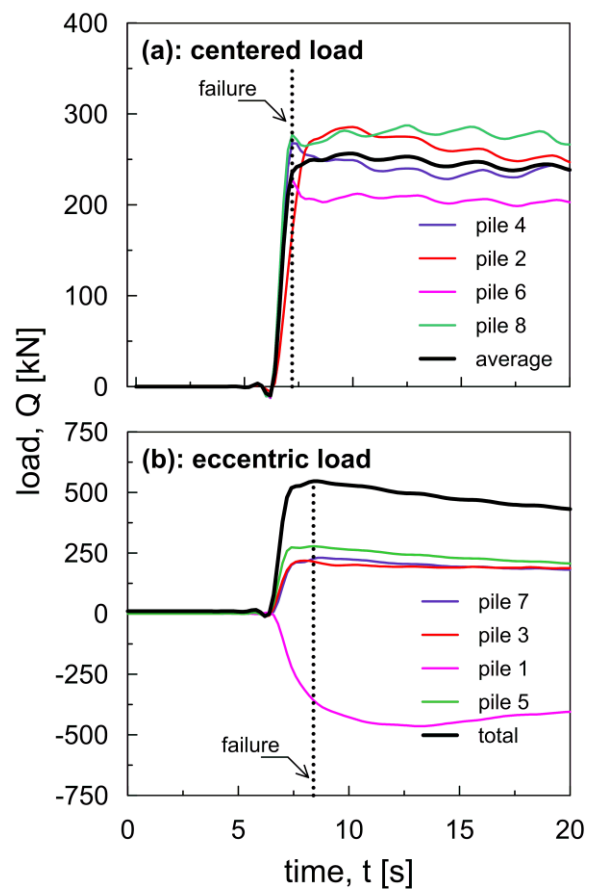 400
(a): centered load
failure
300
200
pile 4
pile 2
100
pile 6
pile 8
average
0
load, Q [kN]
750
(b): eccentric load
500
250
0
pile 7
pile 3
-250
pile 1
pile 5
-500
total
failure
-750
0
5
10
15
20
time, t [s]